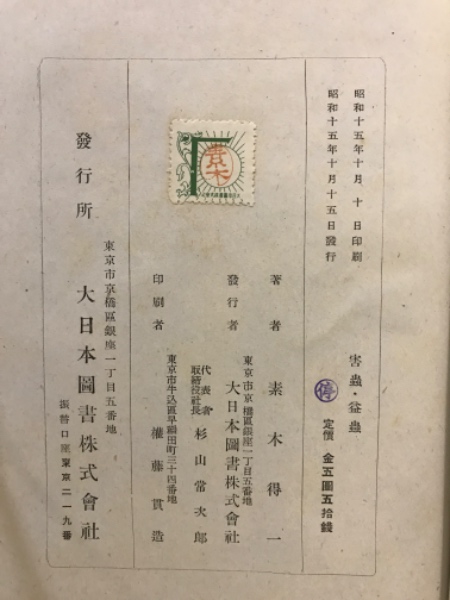 昭和十五年十月十日印刷
昭和十五年十月十五日發行
害蟲・益蟲
停
定價 金五圓五拾錢
素木
著者 素木得一
東京市京橋區銀座一丁目五番地
發行者 大日本圖書株式會社
代表者
取締役社長 杉山常次郎
東京市牛込區早稻田町三十四番地
印刷者 權藤貫造
東京市京橋區銀座一丁目五番地
發行所 大日本圖書株式會社
振替口座東京二一九番